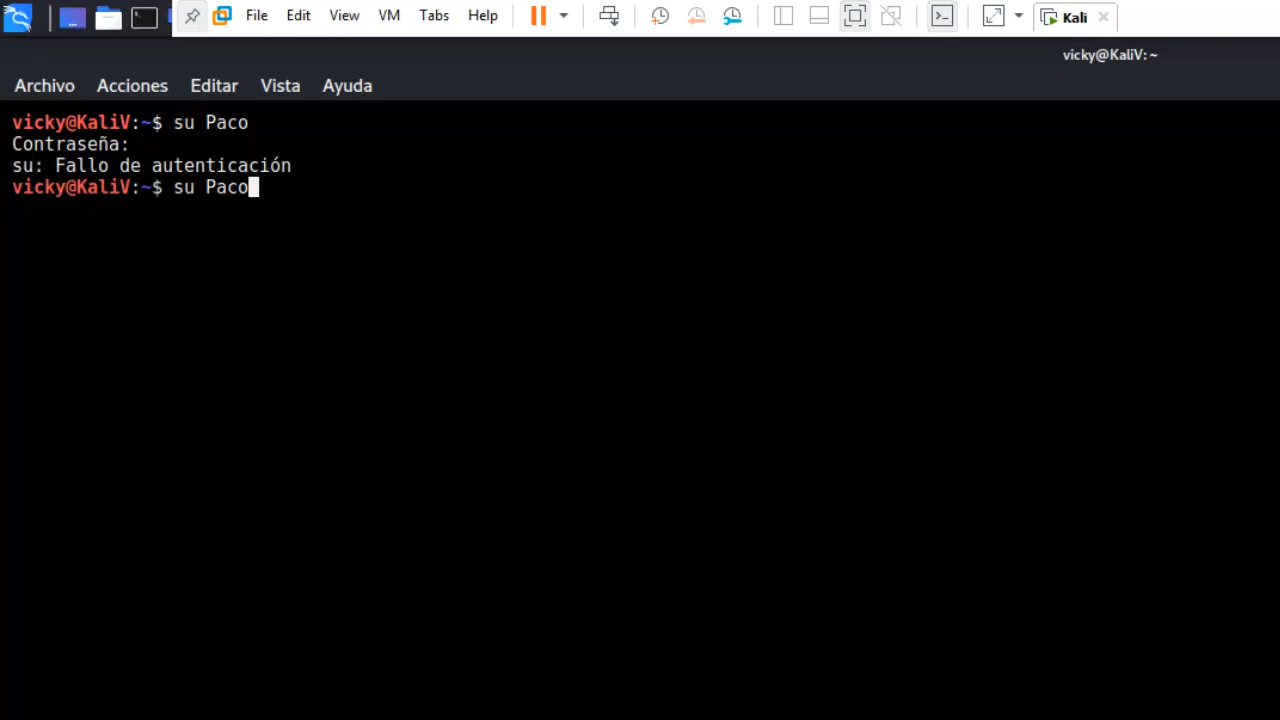 File Edit View VM Tabs Help Kali
vicky@KaliV: ~
Archivo Acciones Editar Vista Ayuda
vicky@KaliV:~$ su Paco
Contraseña:
su: Fallo de autenticación
vicky@KaliV:~$ su Paco